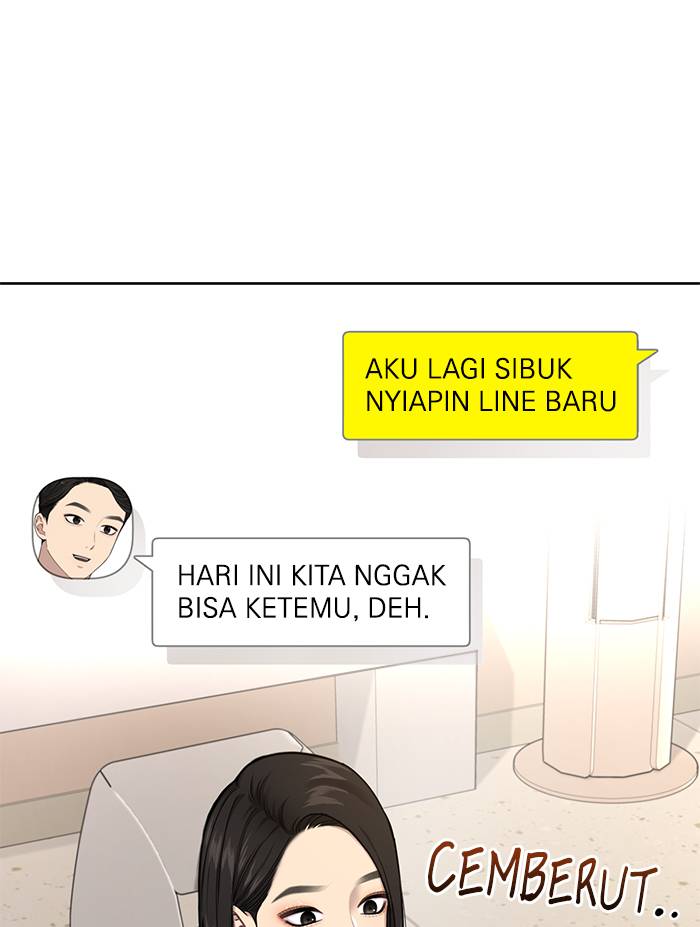 AKU LAGI SIBUK
NYIAPIN LINE BARU
HARI INI KITA NGGAK
BISA KETEMU, DEH.
CEMBERUT..